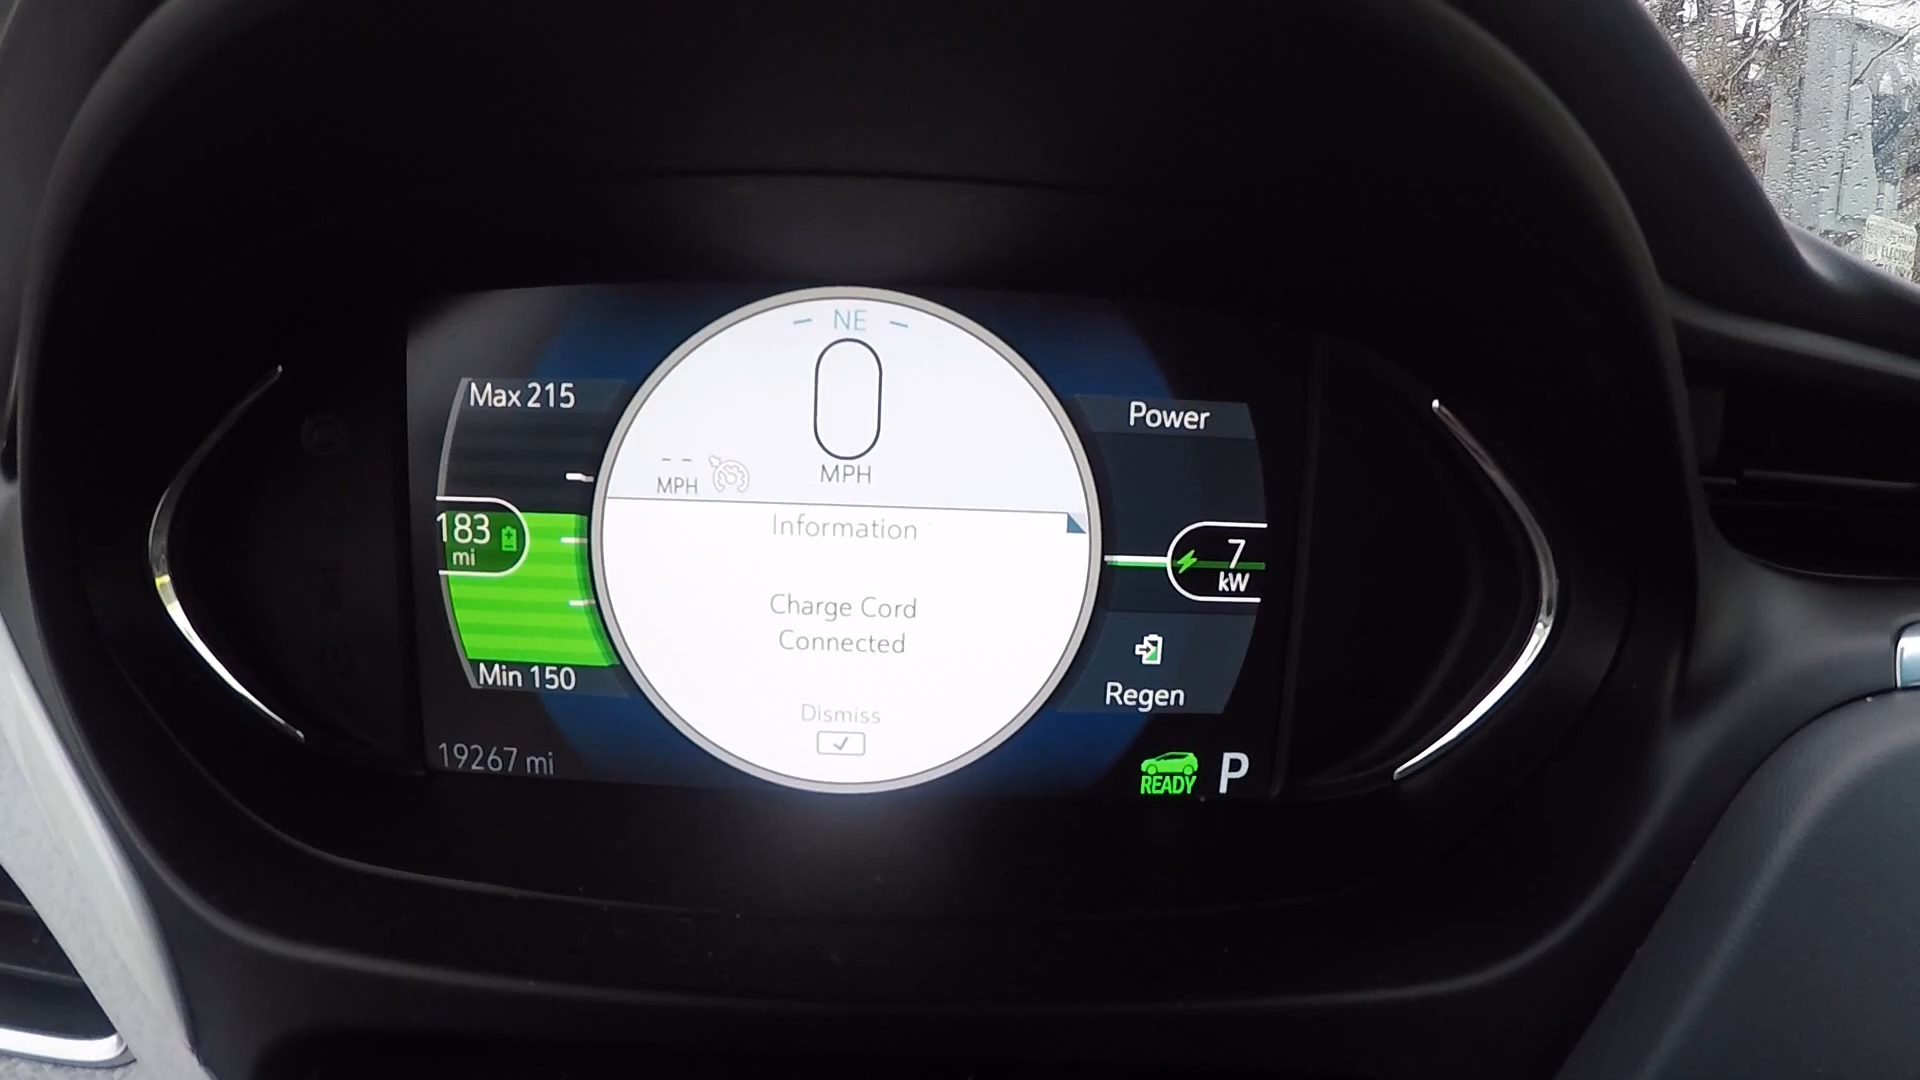 NE
0
MPH
Max 215
Power
- -
MPH
183
mi
Information
7
kW
Charge Cord
Connected
Min 150
Regen
Dismiss
19267 mi
READY
P